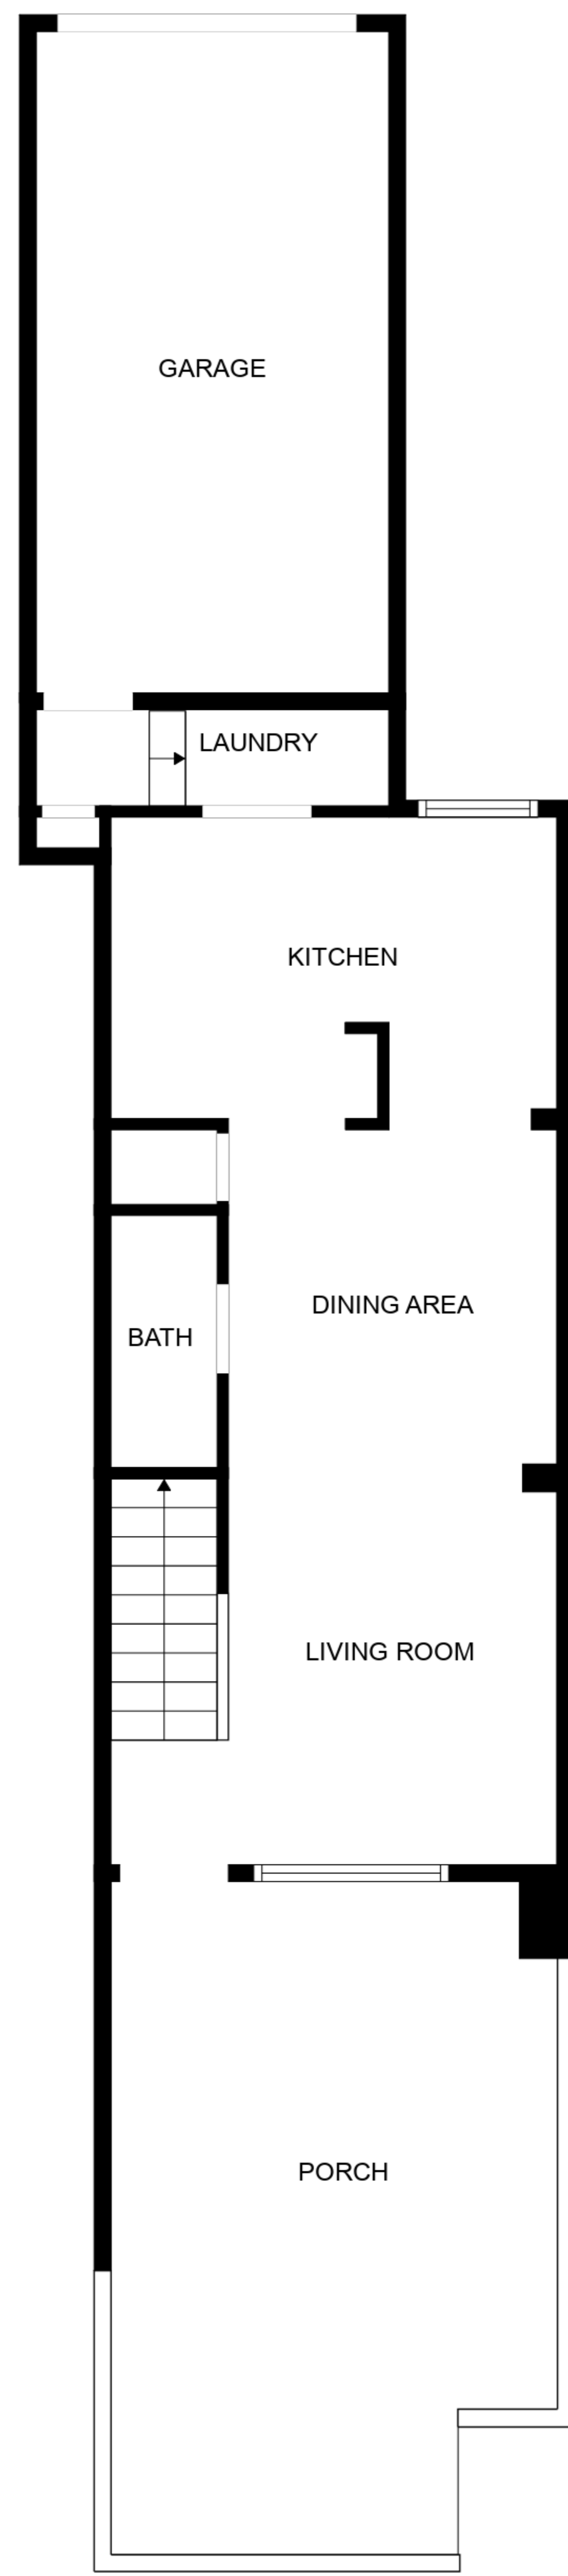 GARAGE
LAUNDRY
KITCHEN
DINING AREA
BATH
LIVING ROOM
PORCH